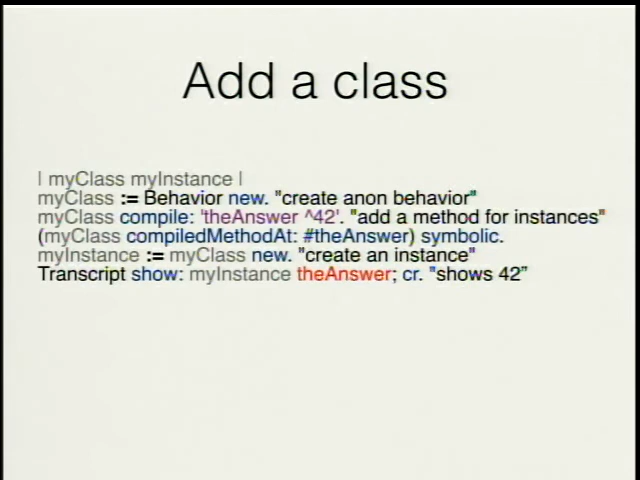 Add a class
| myClass myInstance |
myClass := Behavior new. "create anon behavior"
myClass compile: 'theAnswer ^42'. "add a method for instances"
(myClass compiledMethodAt: #theAnswer) symbolic.
myInstance := myClass new. "create an instance"
Transcript show: myInstance theAnswer; cr. "shows 42”